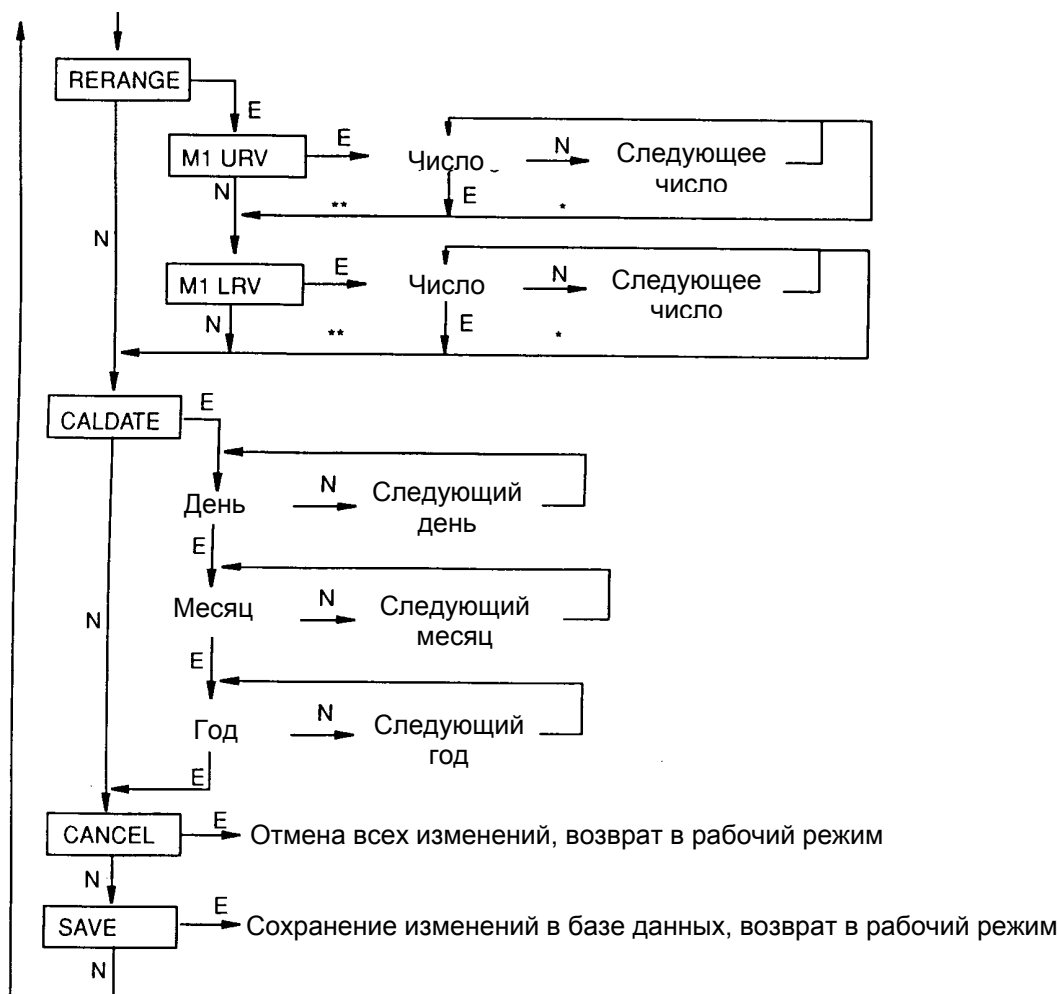 RERANGE
E
M1 URV
E
Число
N
Следующее
число
N
E
**
*
N
M1 LRV
E
Число
N
Следующее
число
N
E
**
*
CALDATE
E
День
N
Следующий
день
E
Месяц
N
Следующий
месяц
N
E
Год
N
Следующий
год
E
CANCEL
E
Отмена всех изменений, возврат в рабочий режим
N
SAVE
E
Сохранение изменений в базе данных, возврат в рабочий режим
N